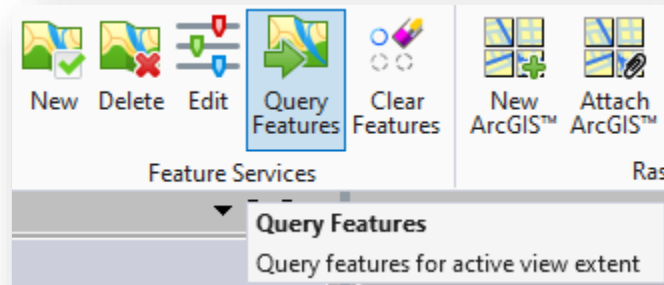 New Delete Edit Query Features Clear Features New ArcGIS™ Attach ArcGIS™
Feature Services
Query Features
Query features for active view extent